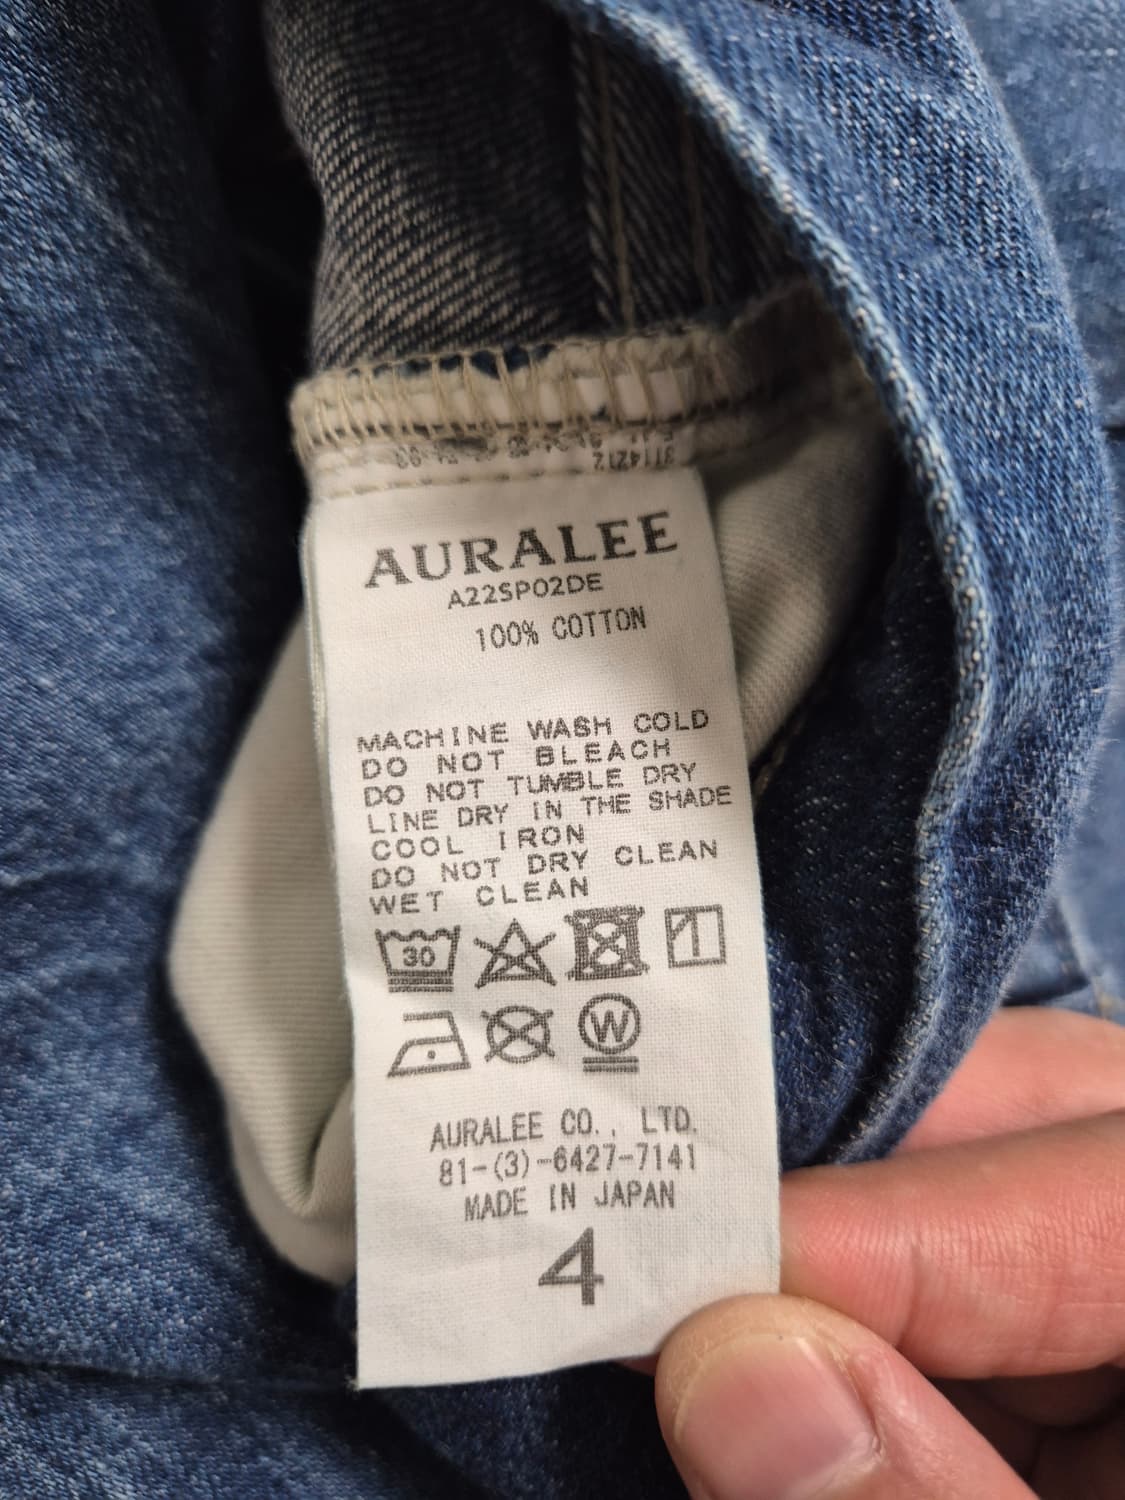 AURALEE
A22SP02DE
100% COTTON
MACHINE WASH COLD
DO NOT BLEACH
DO NOT TUMBLE DRY
LINE DRY IN THE SHADE
COOL IRON
DO NOT DRY CLEAN
WET CLEAN
30
W
AURALEE CO., LTD.
81-(3)-6427-7141
MADE IN JAPAN
4